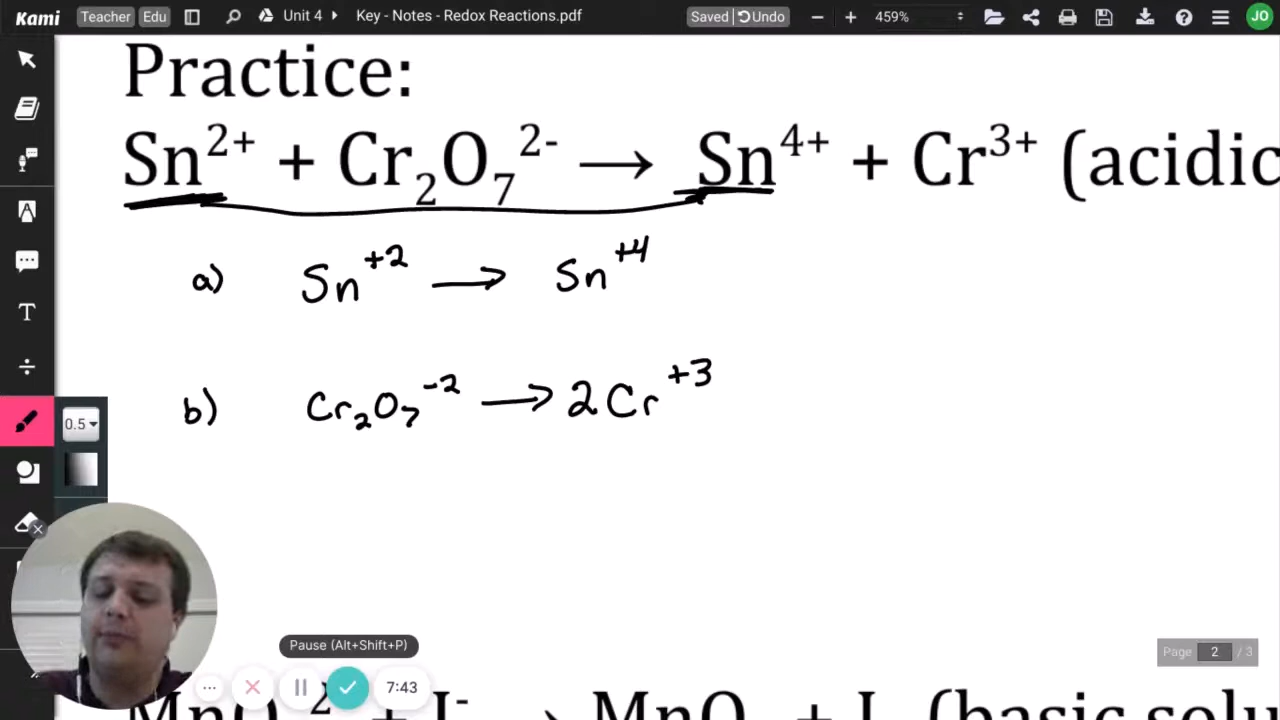 Kami Teacher Edu Unit 4 Key - Notes - Redox Reactions.pdf Saved Undo 459% JO
Practice:
Sn²⁺ + Cr₂O₇²⁻ → Sn⁴⁺ + Cr³⁺ (acidic
a) Sn⁺² → Sn⁺⁴
b) Cr₂O₇⁻² → 2Cr⁺³
0.5
Pause (Alt+Shift+P)
Page 2 / 3
7:43